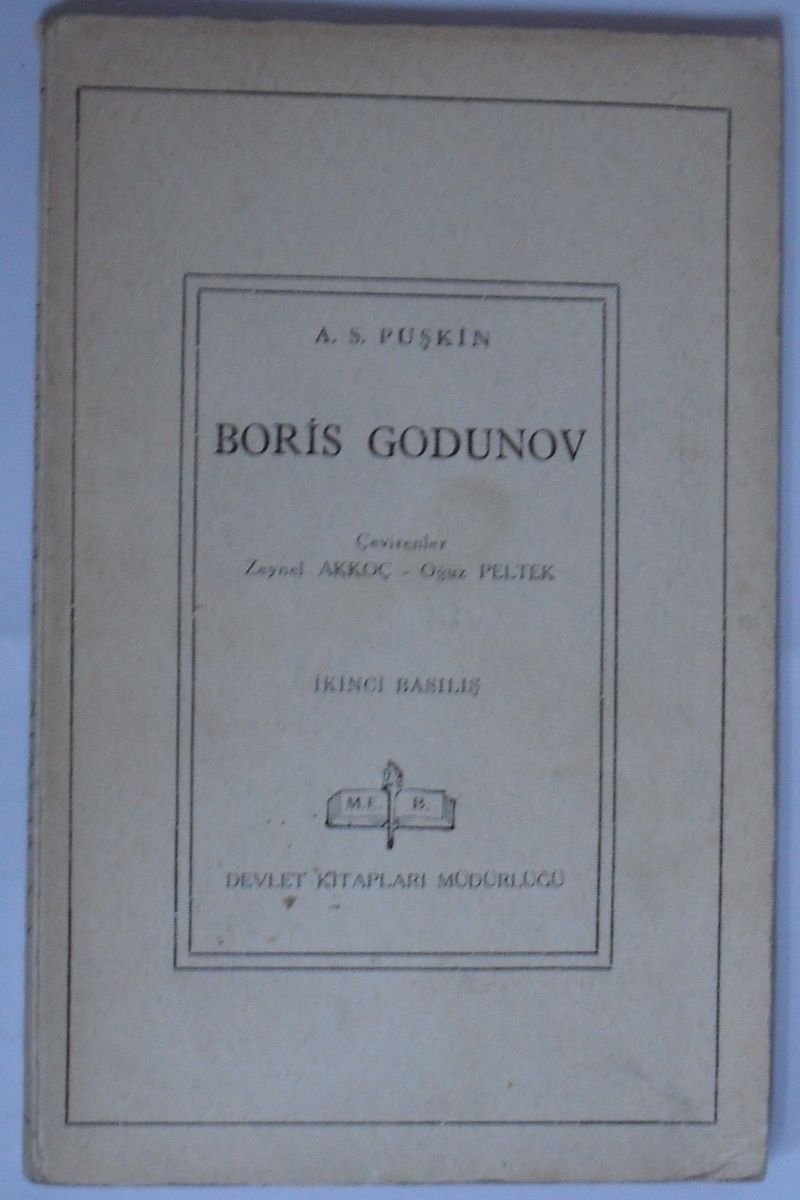 A. S. PUŞKİN
BORİS GODUNOV
Çevirenler
Zeynel AKKOÇ - Oğuz PELTEK
İKİNCİ BASILIŞ
M.E. B.
DEVLET KİTAPLARI MÜDÜRLÜĞÜ